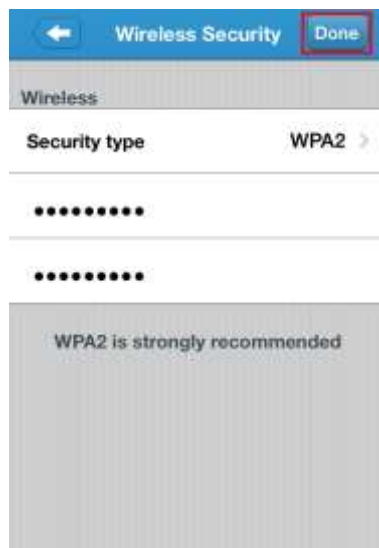 Wireless Security Done
Wireless
Security type WPA2
•••••••••
•••••••••
WPA2 is strongly recommended